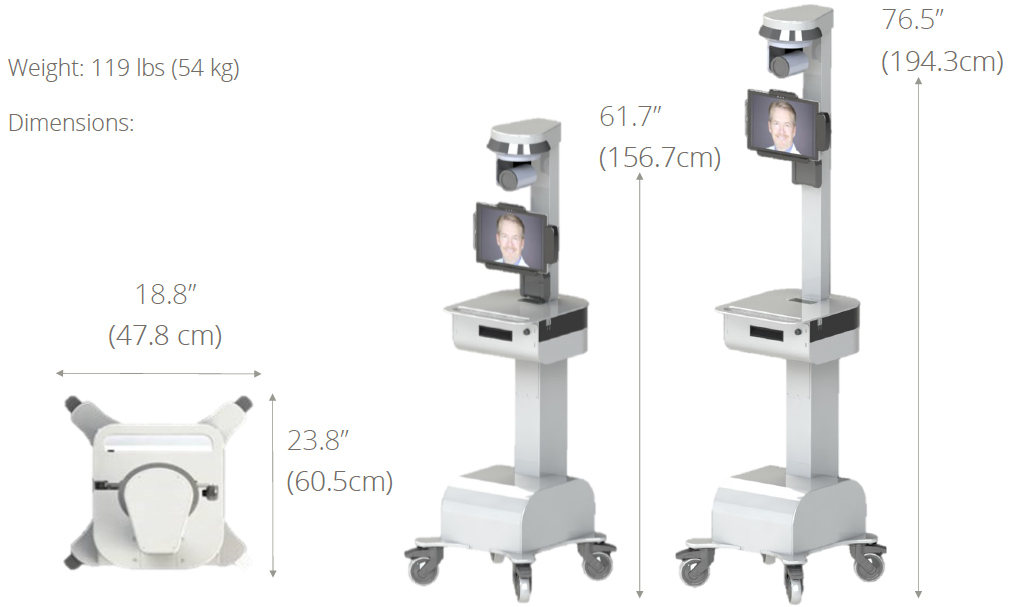 Weight: 119 lbs (54 kg)
Dimensions:
18.8”
(47.8 cm)
23.8”
(60.5cm)
61.7”
(156.7cm)
76.5”
(194.3cm)